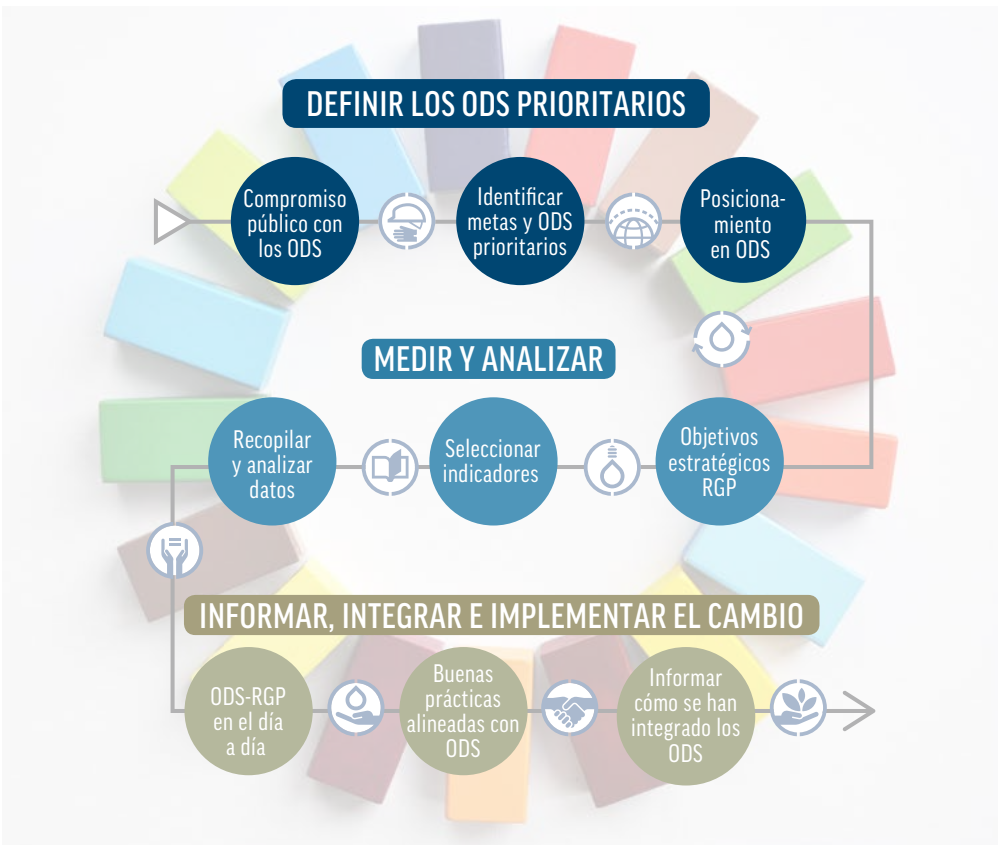 DEFINIR LOS ODS PRIORITARIOS
Compromiso
público con
los ODS
Identificar
metas y ODS
prioritarios
Posiciona-
miento
en ODS
MEDIR Y ANALIZAR
Recopilar
y analizar
datos
Seleccionar
indicadores
Objetivos
estratégicos
RGP
INFORMAR, INTEGRAR E IMPLEMENTAR EL CAMBIO
ODS-RGP
en el día
a día
Buenas
prácticas
alineadas con
ODS
Informar
cómo se han
integrado los
ODS